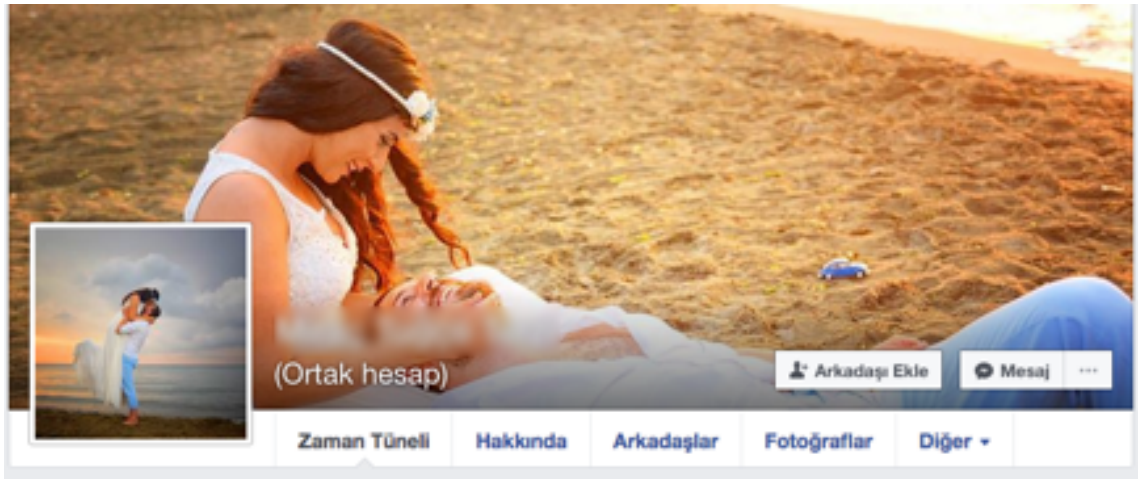 (Ortak hesap)
Arkadaşı Ekle
Mesaj
...
Zaman Tüneli
Hakkında
Arkadaşlar
Fotoğraflar
Diğer